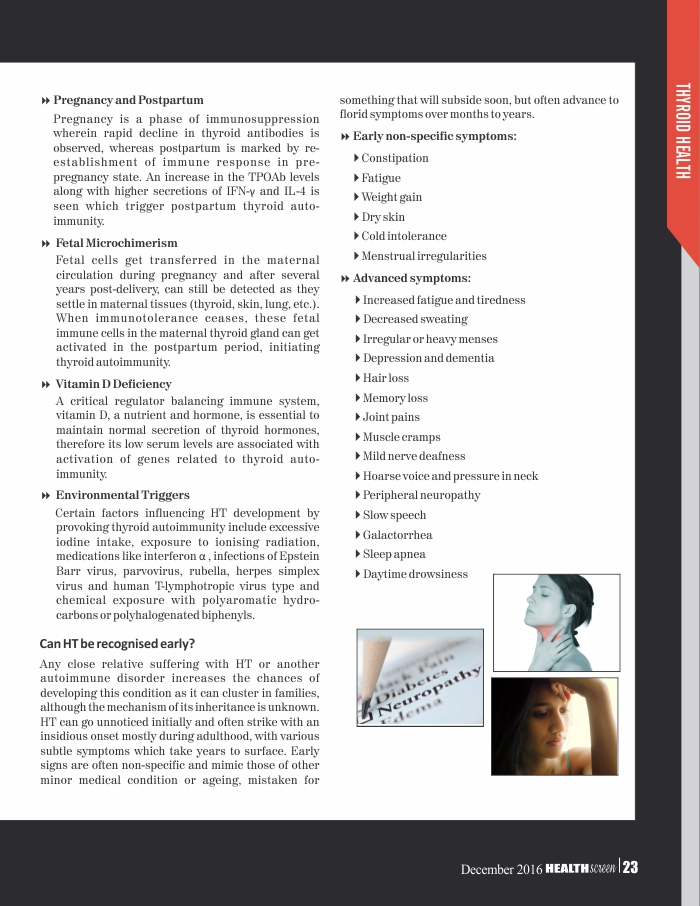 THYROID HEALTH
Pregnancy and Postpartum
Pregnancy is a phase of immunosuppression
wherein rapid decline in thyroid antibodies is
observed, whereas postpartum is marked by re-
establishment of immune response in pre-
pregnancy state. An increase in the TPOAb levels
along with higher secretions of IFN-γ and IL-4 is
seen which trigger postpartum thyroid auto-
immunity.
Fetal Microchimerism
Fetal cells get transferred in the maternal
circulation during pregnancy and after several
years post-delivery, can still be detected as they
settle in maternal tissues (thyroid, skin, lung, etc.).
When immunotolerance ceases, these fetal
immune cells in the maternal thyroid gland can get
activated in the postpartum period, initiating
thyroid autoimmunity.
Vitamin D Deficiency
A critical regulator balancing immune system,
vitamin D, a nutrient and hormone, is essential to
maintain normal secretion of thyroid hormones,
therefore its low serum levels are associated with
activation of genes related to thyroid auto-
immunity.
Environmental Triggers
Certain factors influencing HT development by
provoking thyroid autoimmunity include excessive
iodine intake, exposure to ionising radiation,
medications like interferon α , infections of Epstein
Barr virus, parvovirus, rubella, herpes simplex
virus and human T-lymphotropic virus type and
chemical exposure with polyaromatic hydro-
carbons or polyhalogenated biphenyls.
Can HT be recognised early?
Any close relative suffering with HT or another
autoimmune disorder increases the chances of
developing this condition as it can cluster in families,
although the mechanism of its inheritance is unknown.
HT can go unnoticed initially and often strike with an
insidious onset mostly during adulthood, with various
subtle symptoms which take years to surface. Early
signs are often non-specific and mimic those of other
minor medical condition or ageing, mistaken for
something that will subside soon, but often advance to
florid symptoms over months to years.
Early non-specific symptoms:
Constipation
Fatigue
Weight gain
Dry skin
Cold intolerance
Menstrual irregularities
Advanced symptoms:
Increased fatigue and tiredness
Decreased sweating
Irregular or heavy menses
Depression and dementia
Hair loss
Memory loss
Joint pains
Muscle cramps
Mild nerve deafness
Hoarse voice and pressure in neck
Peripheral neuropathy
Slow speech
Galactorrhea
Sleep apnea
Daytime drowsiness
Back Pain
Diabetes
Neuropathy
Edema
December 2016 HEALTHscreen 23